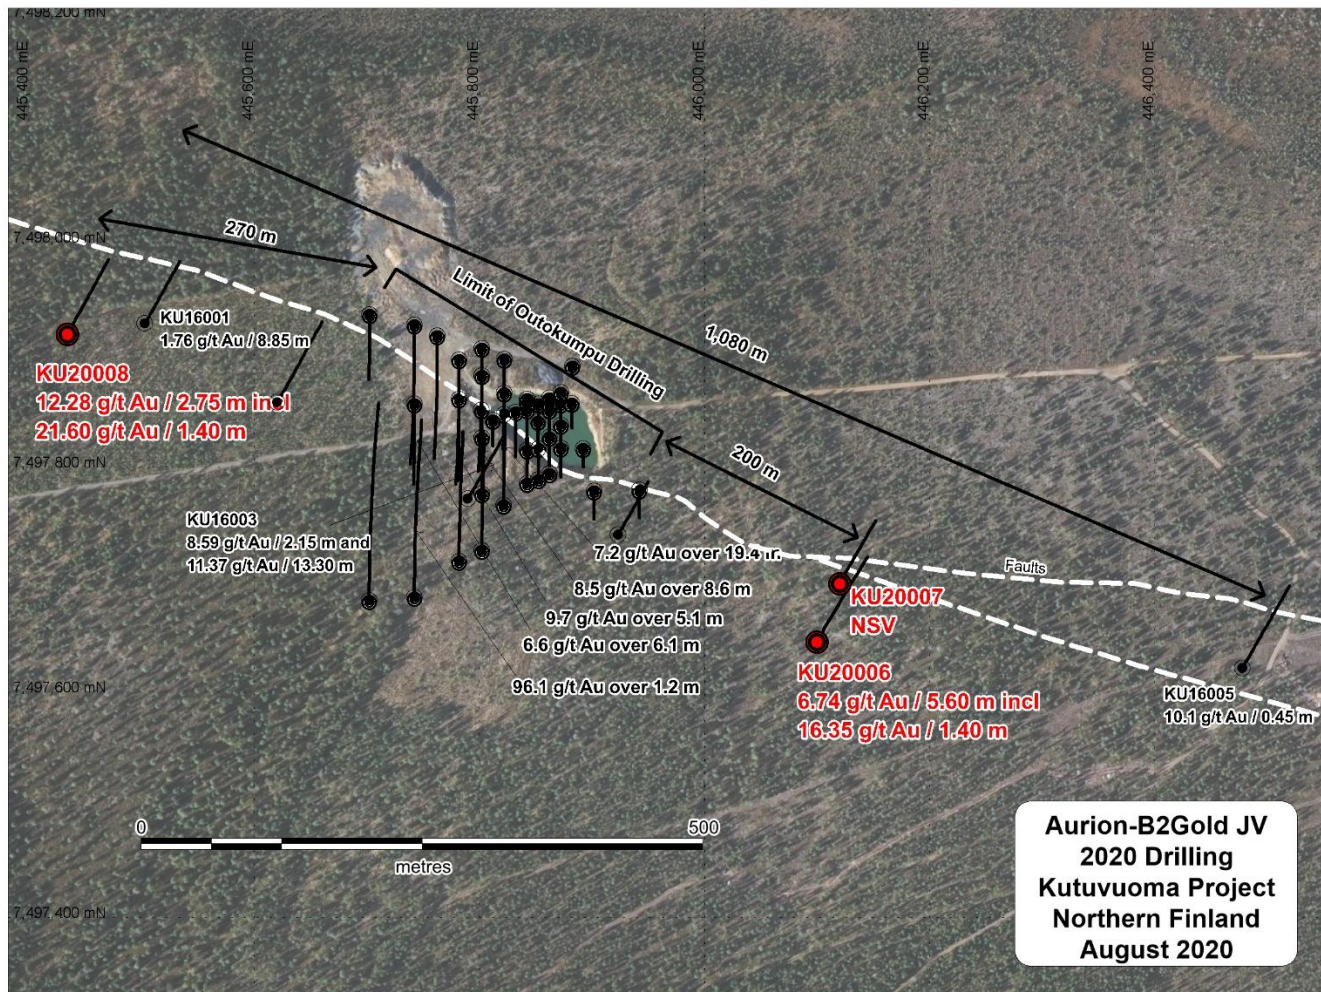 7,498,200 mN
445,400 mE
445,600 mE
445,800 mE
446,000 mE
446,200 mE
446,400 mE
7,498,000 mN
270 m
Limit of Outokumpu Drilling
1,080 m
KU16001
1.76 g/t Au / 8.85 m
KU20008
12.28 g/t Au / 2.75 m incl
21.60 g/t Au / 1.40 m
7,497,800 mN
200 m
KU16003
8.59 g/t Au / 2.15 m and
11.37 g/t Au / 13.30 m
7.2 g/t Au over 19.4 m
8.5 g/t Au over 8.6 m
9.7 g/t Au over 5.1 m
6.6 g/t Au over 6.1 m
96.1 g/t Au over 1.2 m
Faults
KU20007
NSV
KU20006
6.74 g/t Au / 5.60 m incl
16.35 g/t Au / 1.40 m
KU16005
10.1 g/t Au / 0.45 m
7,497,600 mN
0
500
metres
7,497,400 mN
Aurion-B2Gold JV
2020 Drilling
Kutuvuoma Project
Northern Finland
August 2020